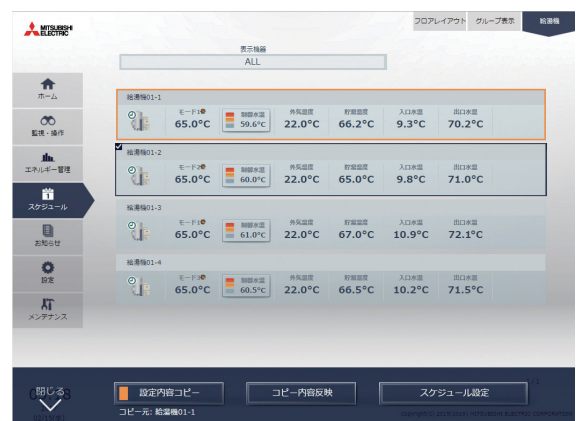 MITSUBISHI
ELECTRIC
フロアレイアウト グループ表示 給湯機
表示機器
ALL
ホーム
監視・操作
エネルギー管理
1
スケジュール
お知らせ
設定
メンテナンス
給湯機01-1
モード1 制御水温 外気温度 貯湯温度 入口水温 出口水温
65.0°C 59.6°C 22.0°C 66.2°C 9.3°C 70.2°C
給湯機01-2
モード2 制御水温 外気温度 貯湯温度 入口水温 出口水温
65.0°C 60.0°C 22.0°C 65.0°C 9.8°C 71.0°C
給湯機01-3
モード1 制御水温 外気温度 貯湯温度 入口水温 出口水温
65.0°C 61.0°C 22.0°C 67.0°C 10.9°C 72.1°C
給湯機01-4
モード3 制御水温 外気温度 貯湯温度 入口水温 出口水温
65.0°C 60.5°C 22.0°C 66.5°C 10.2°C 71.5°C
閉じる
設定内容コピー コピー内容反映 スケジュール設定
コピー元: 給湯機01-1
MITSUBISHI ELECTRIC CORPORATION